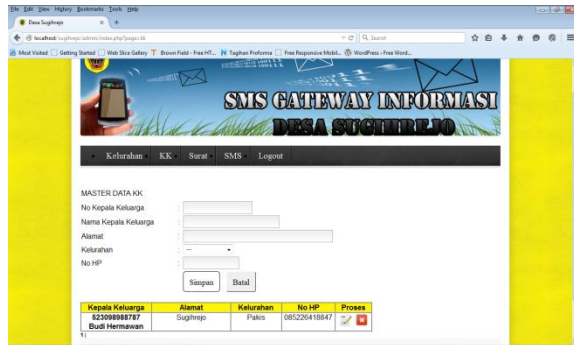 File Edit View History Bookmarks Tools Help
Desa Sugihrejo
localhost/sugihrejo/admin/index.php?page=kk
Search
Most Visited Getting Started Web Slice Gallery Brown Field - Free HT... Tagihan Proforma Free Responsive Mobil... WordPress › Free Word...
SMS GATEWAY INFORMASI
DESA SUGIHREJO
Kelurahan KK Surat SMS Logout
MASTER DATA KK
No Kepala Keluarga :
Nama Kepala Keluarga :
Alamat :
Kelurahan : ---
No HP :
Simpan Batal
Kepala Keluarga Alamat Kelurahan No HP Proses
623098988787 Sugihrejo Pakis 085226418847
Budi Hermawan
1 |